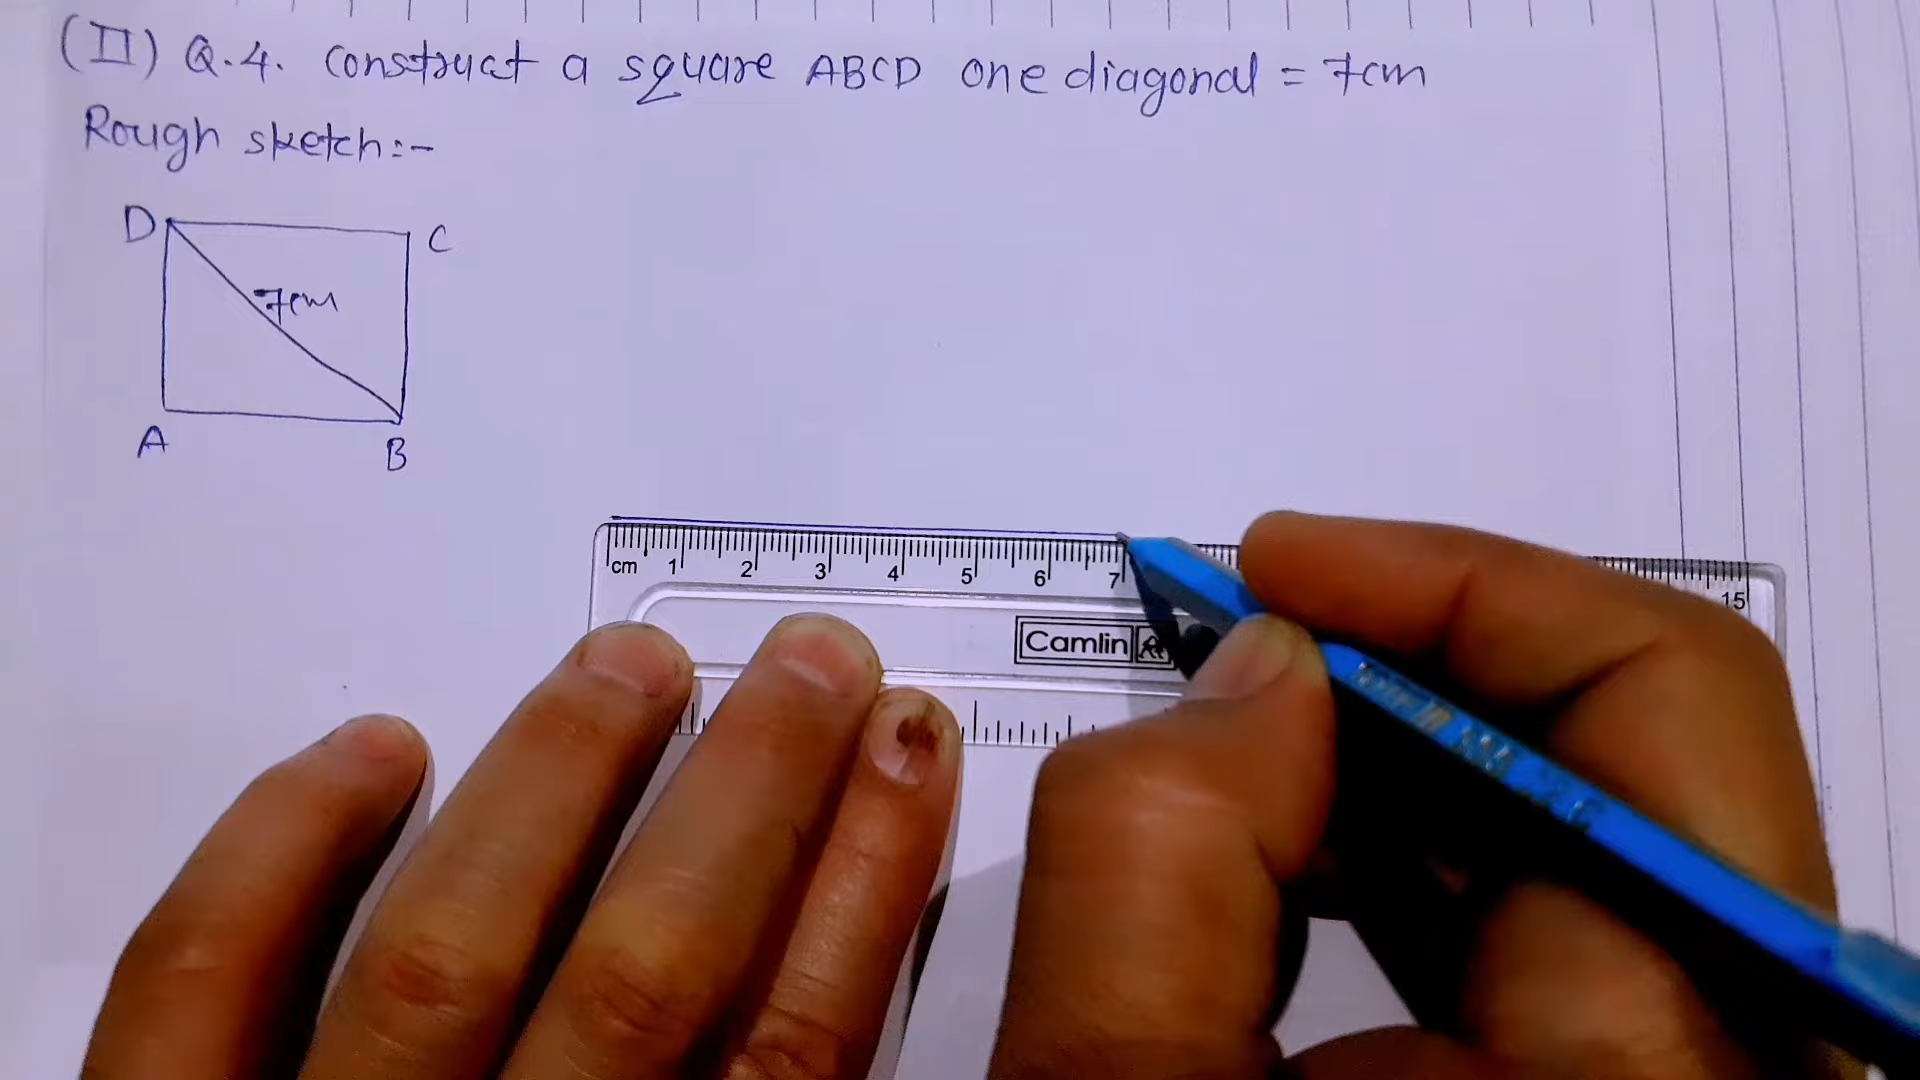 (II) Q.4. Construct a square ABCD one diagonal = 7cm
Rough sketch:-
D
C
7cm
A
B
cm 1 2 3 4 5 6 7 15
Camlin